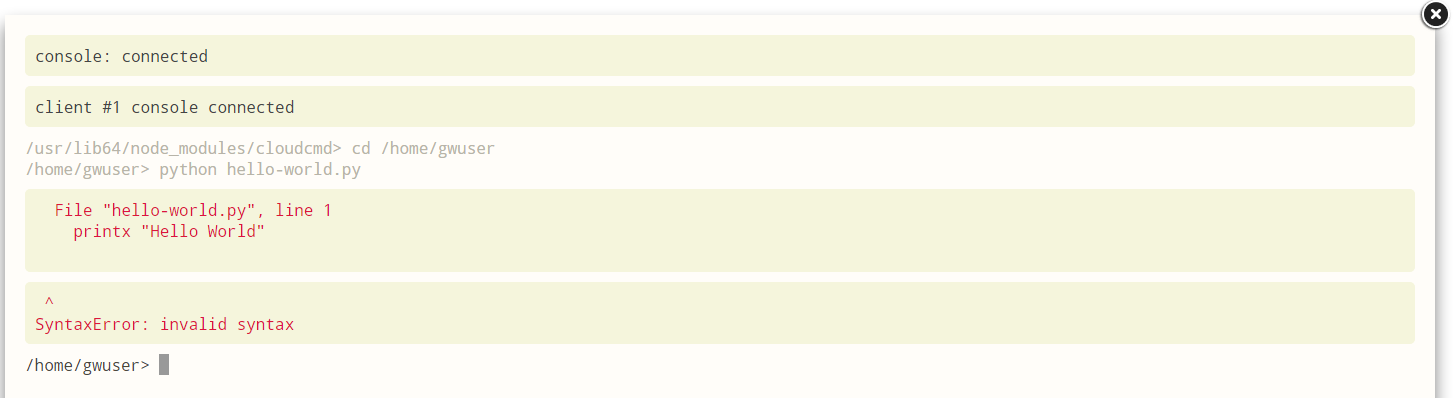 console: connected
client #1 console connected
/usr/lib64/node_modules/cloudcmd> cd /home/gwuser
/home/gwuser> python hello-world.py
  File "hello-world.py", line 1
    printx "Hello World"
 ^
SyntaxError: invalid syntax
/home/gwuser>